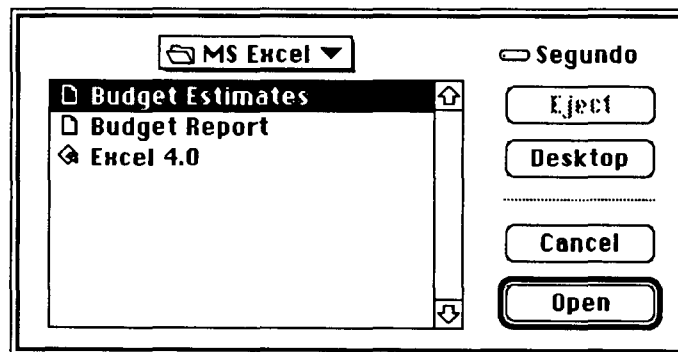 MS Excel
Segundo
Budget Estimates
Budget Report
Excel 4.0
Eject
Desktop
Cancel
Open